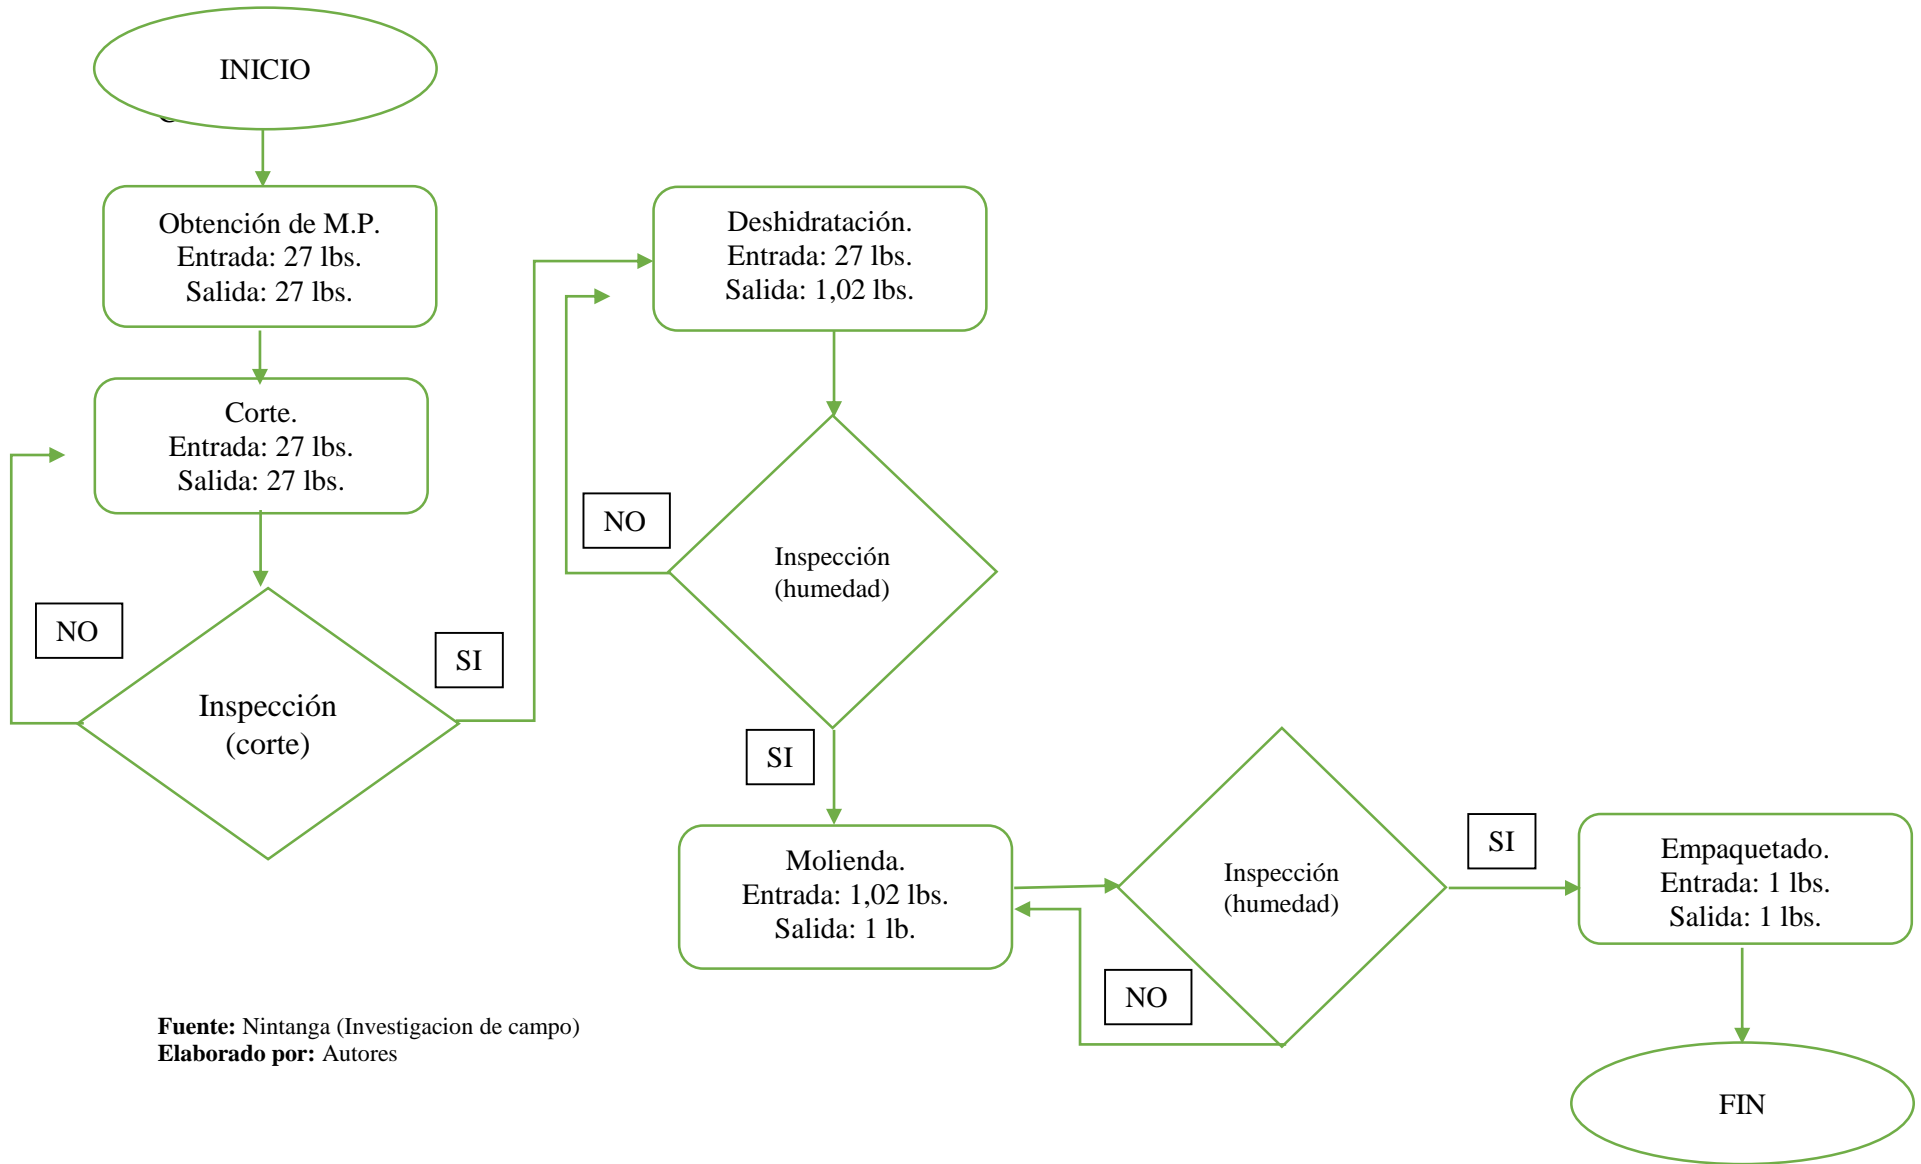 INICIO
Obtención de M.P.
Entrada: 27 lbs.
Salida: 27 lbs.
Corte.
Entrada: 27 lbs.
Salida: 27 lbs.
NO
Inspección
(corte)
SI
Deshidratación.
Entrada: 27 lbs.
Salida: 1,02 lbs.
NO
Inspección
(humedad)
SI
Molienda.
Entrada: 1,02 lbs.
Salida: 1 lb.
Inspección
(humedad)
NO
SI
Empaquetado.
Entrada: 1 lbs.
Salida: 1 lbs.
FIN
Fuente: Nintanga (Investigacion de campo)
Elaborado por: Autores